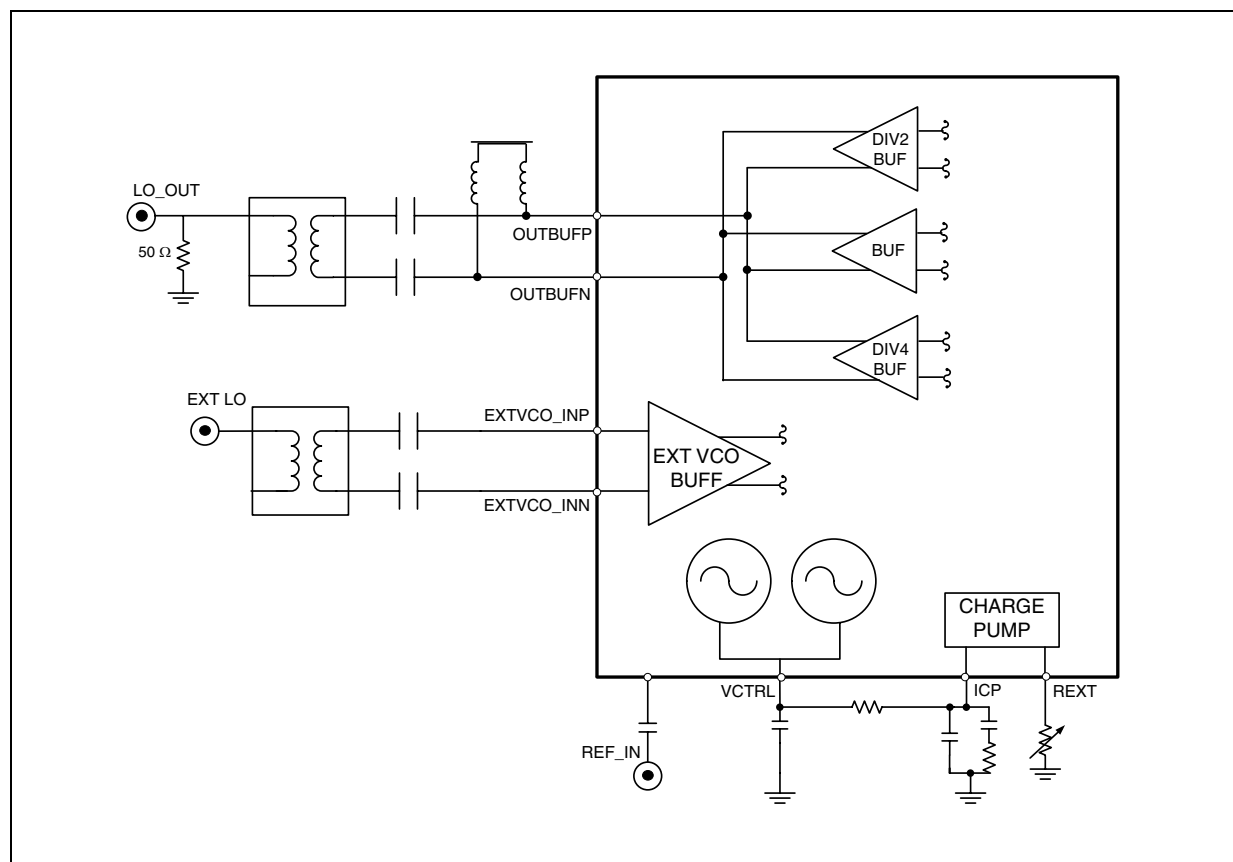 DIV2
BUF
LO_OUT
50 Ω
OUTBUFP
BUF
OUTBUFN
DIV4
BUF
EXT LO
EXTVCO_INP
EXT VCO
BUFF
EXTVCO_INN
CHARGE
PUMP
VCTRL
ICP
REXT
REF_IN